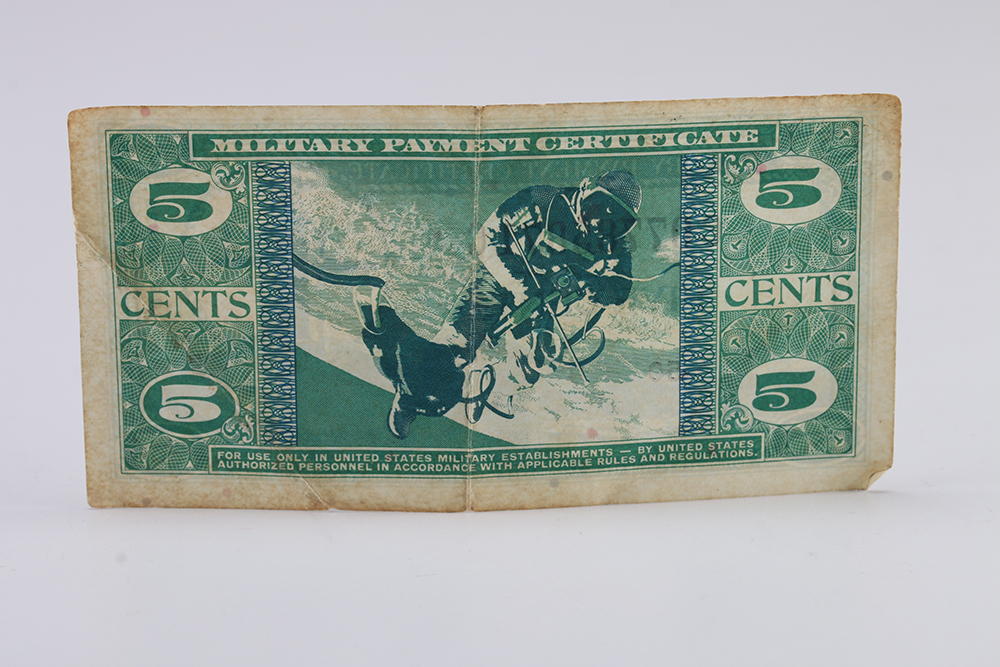 MILITARY PAYMENT CERTIFICATE
5
5
CENTS
CENTS
5
5
FOR USE ONLY IN UNITED STATES MILITARY ESTABLISHMENTS — BY UNITED STATES
AUTHORIZED PERSONNEL IN ACCORDANCE WITH APPLICABLE RULES AND REGULATIONS.